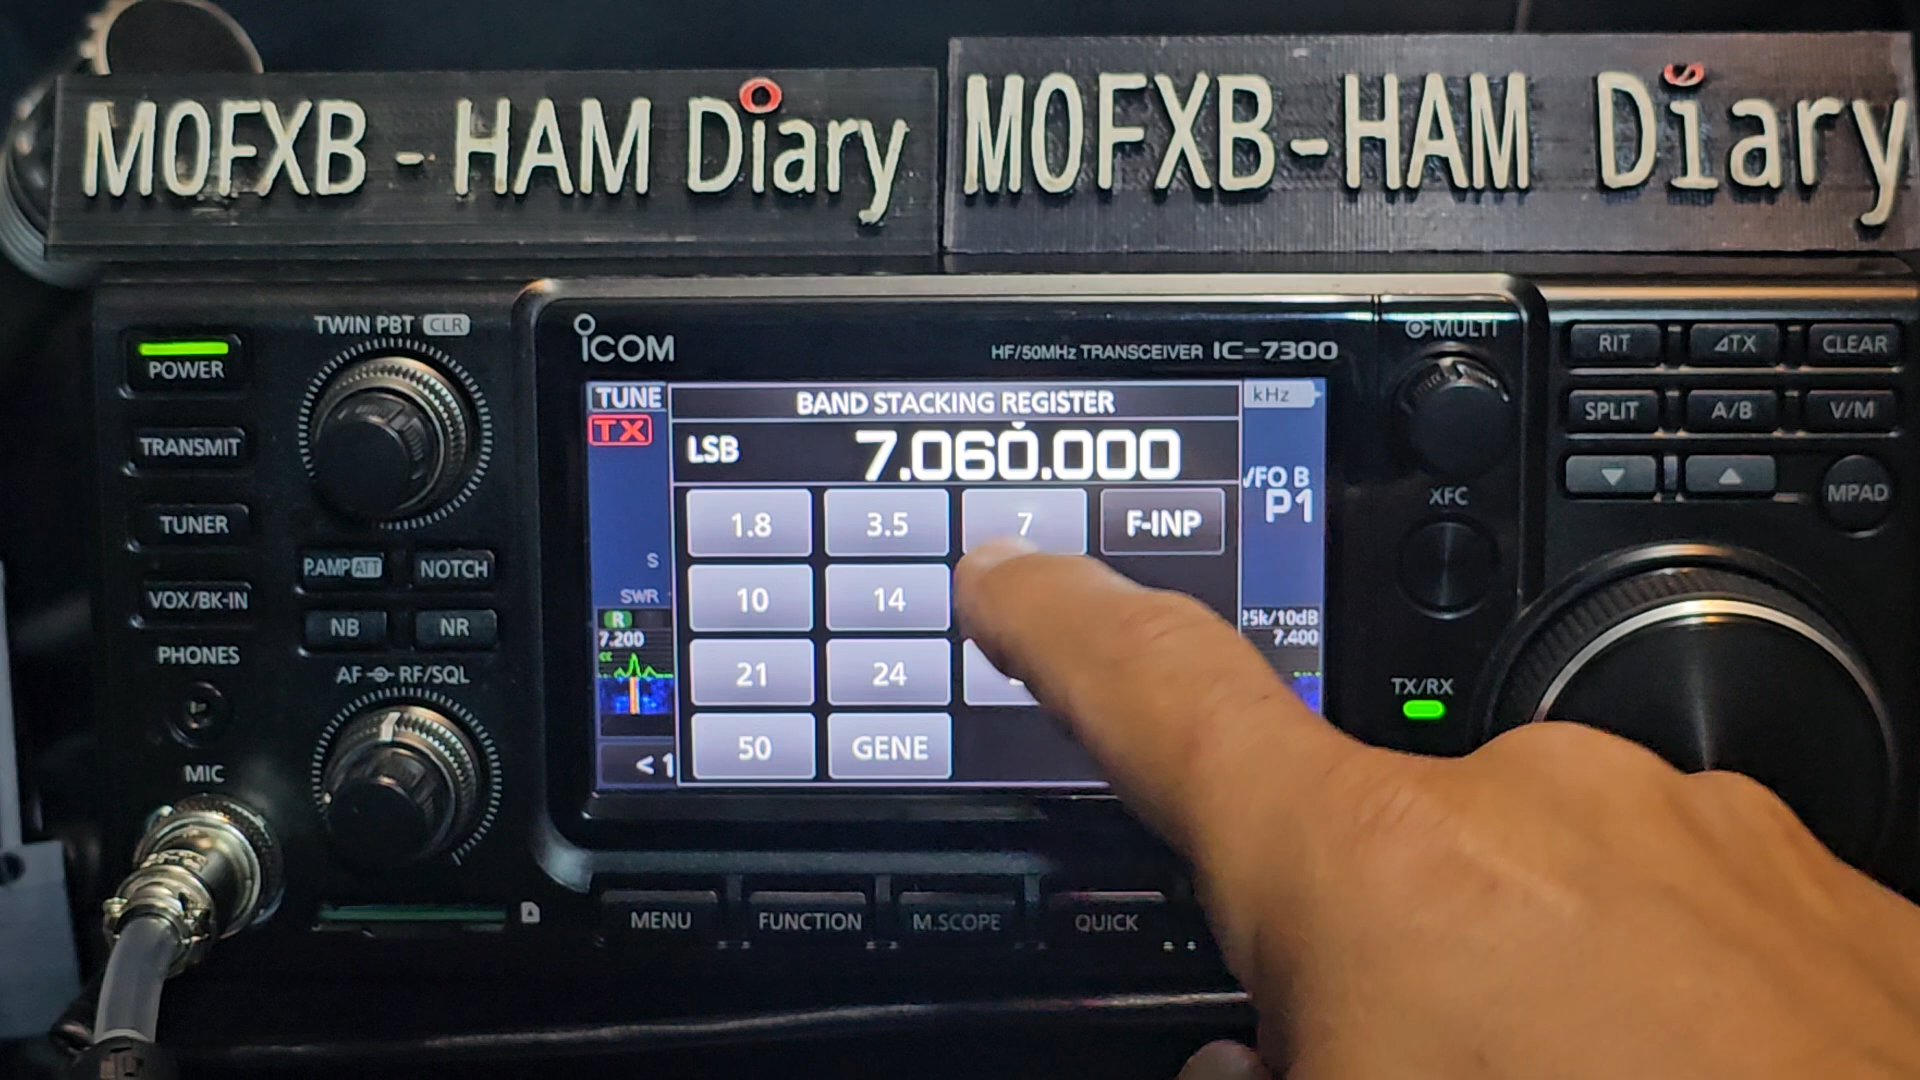 M0FXB - HAM Diary
M0FXB-HAM Diary
ICOM
HF/50MHz TRANSCEIVER IC-7300
TWIN PBT CLR
MULTI
POWER
TRANSMIT
TUNER
VOX/BK-IN
PHONES
MIC
P.AMP ATT
NOTCH
NB
NR
AF RF/SQL
TUNE
TX
BAND STACKING REGISTER
LSB 7.060.000
1.8 3.5 7 F-INP
10 14
21 24
50 GENE
S
SWR
R
7.200
<1
kHz
VFO B
P1
25k/10dB
7.400
MENU
FUNCTION
M.SCOPE
QUICK
XFC
TX/RX
RIT ⊿TX CLEAR
SPLIT A/B V/M
▼ ▲ MPAD